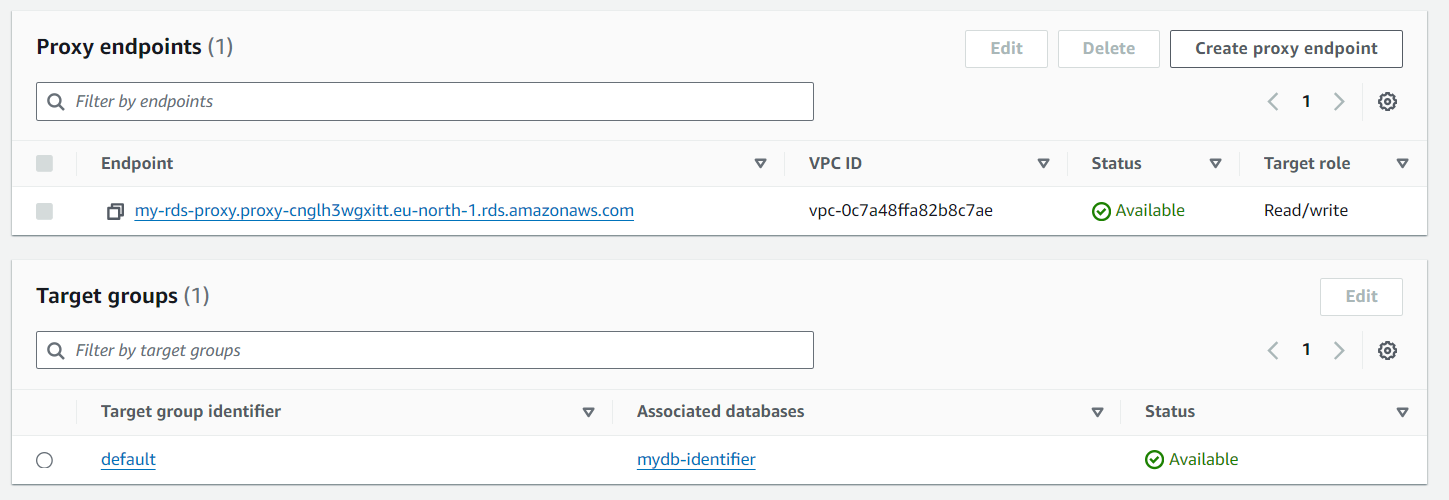 Proxy endpoints (1)
Edit
Delete
Create proxy endpoint
Filter by endpoints
1
Endpoint
VPC ID
Status
Target role
my-rds-proxy.proxy-cnglh3wgxitt.eu-north-1.rds.amazonaws.com
vpc-0c7a48ffa82b8c7ae
Available
Read/write
Target groups (1)
Edit
Filter by target groups
1
Target group identifier
Associated databases
Status
default
mydb-identifier
Available